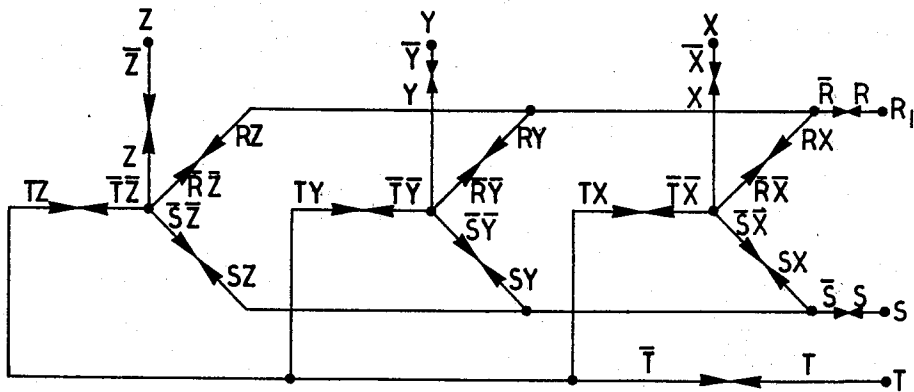 Z Y X
Z̅ Y̅ X̅
Y X R̅ R R₁
RZ RY RX
Z
R̅Z̅ R̅Y̅ R̅X̅
TZ T̅Z̅ TY T̅Y̅ TX T̅X̅
S̅Z̅ S̅Y̅ S̅X̅
SZ SY SX
S̅ S S
T̅ T T